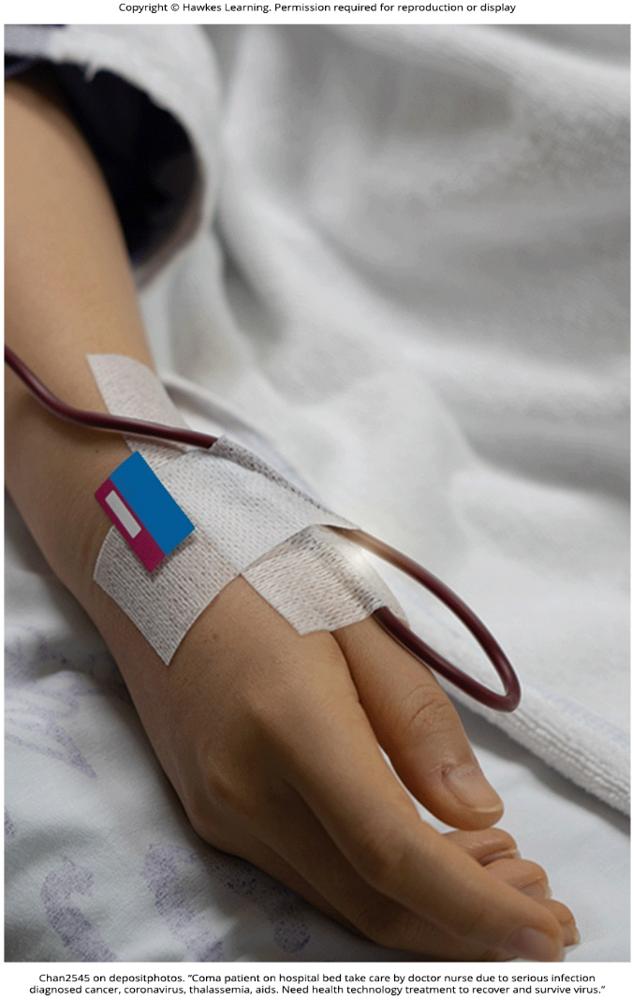 Copyright © Hawkes Learning. Permission required for reproduction or display
Chan2545 on depositphotos. “Coma patient on hospital bed take care by doctor nurse due to serious infection
diagnosed cancer, coronavirus, thalassemia, aids. Need health technology treatment to recover and survive virus.”